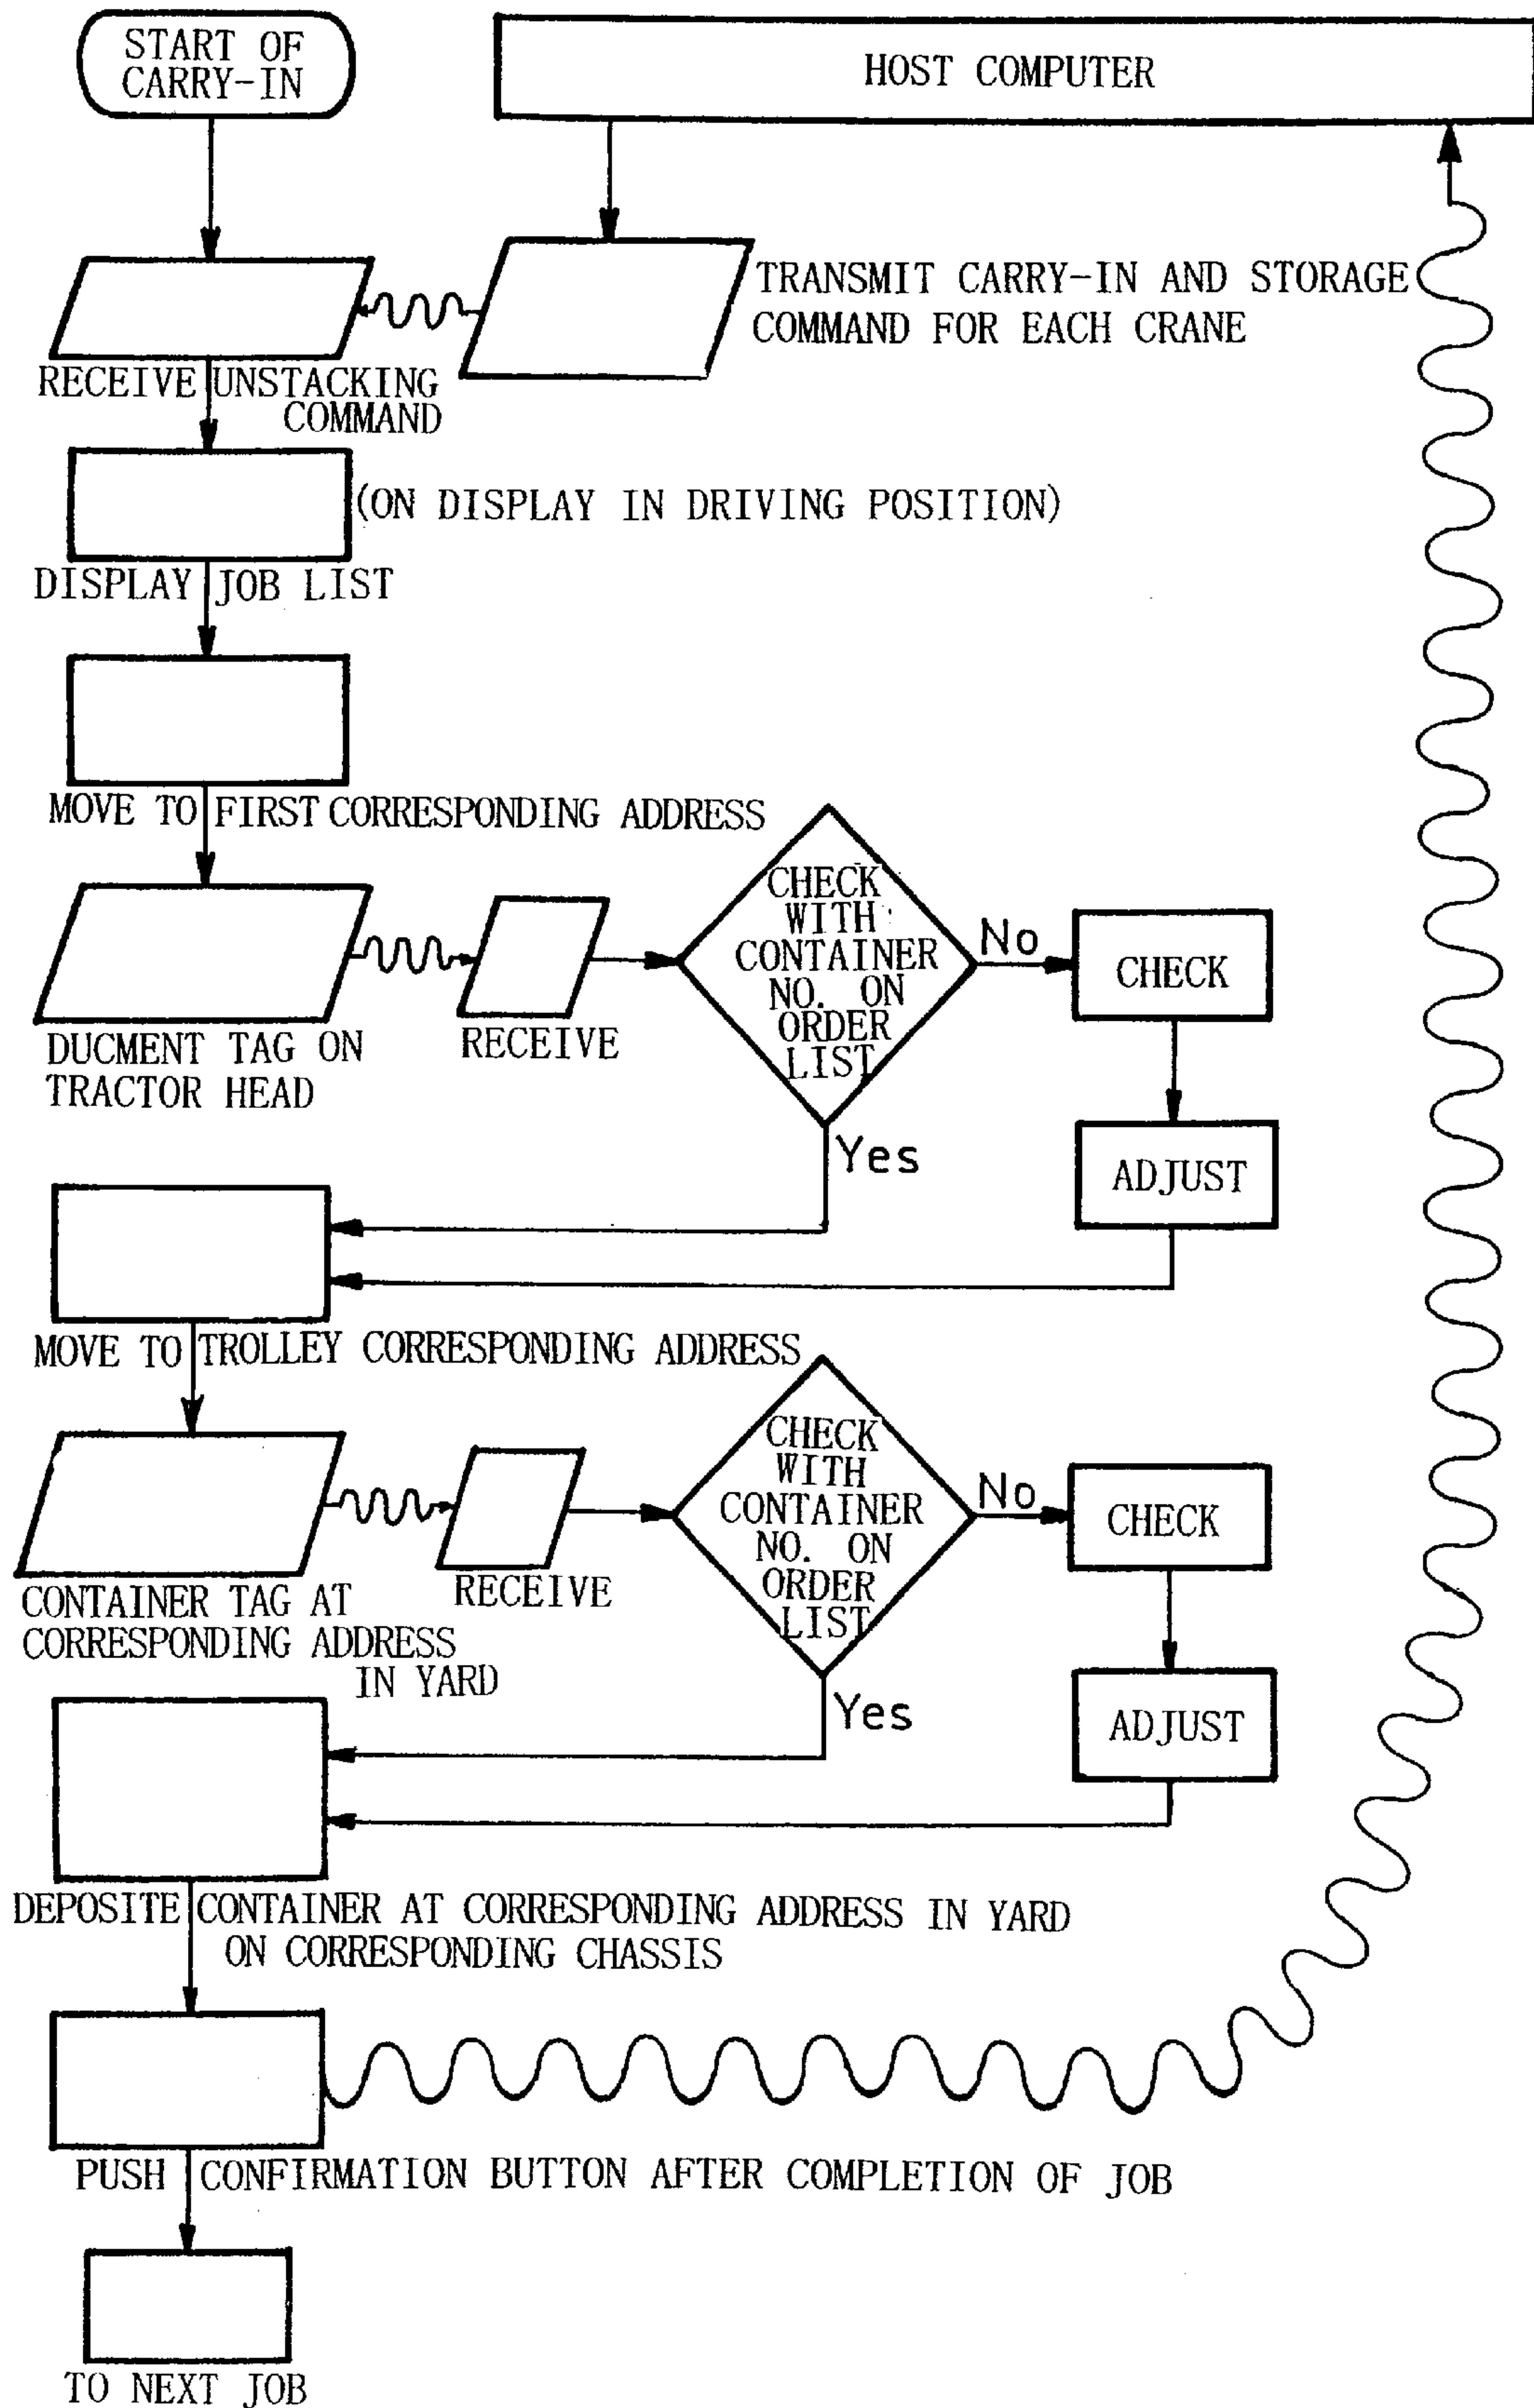 START OF
CARRY-IN
HOST COMPUTER
TRANSMIT CARRY-IN AND STORAGE
COMMAND FOR EACH CRANE
RECEIVE UNSTACKING
COMMAND
(ON DISPLAY IN DRIVING POSITION)
DISPLAY JOB LIST
MOVE TO FIRST CORRESPONDING ADDRESS
CHECK
WITH
CONTAINER
NO. ON
ORDER
LIST
No
CHECK
DUCMENT TAG ON
TRACTOR HEAD
RECEIVE
Yes
ADJUST
MOVE TO TROLLEY CORRESPONDING ADDRESS
CHECK
WITH
CONTAINER
NO. ON
ORDER
LIST
No
CHECK
CONTAINER TAG AT
CORRESPONDING ADDRESS
IN YARD
RECEIVE
Yes
ADJUST
DEPOSITE CONTAINER AT CORRESPONDING ADDRESS IN YARD
ON CORRESPONDING CHASSIS
PUSH CONFIRMATION BUTTON AFTER COMPLETION OF JOB
TO NEXT JOB